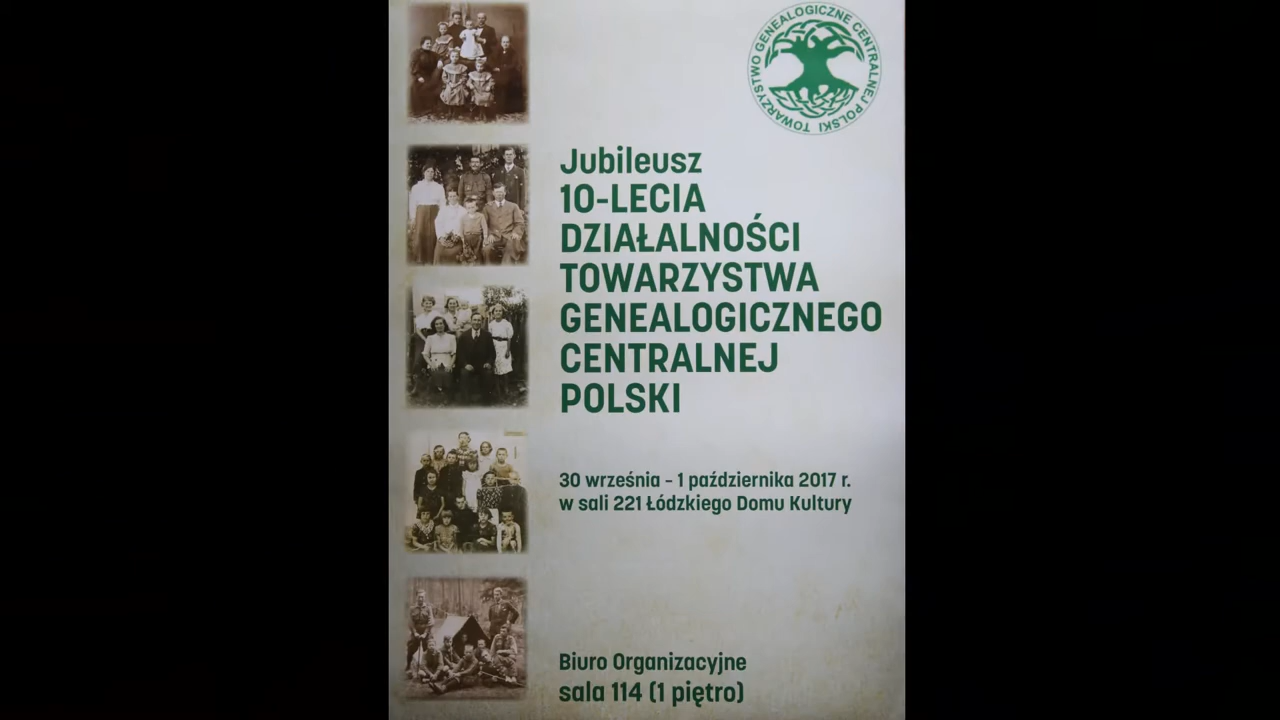 TOWARZYSTWO GENEALOGICZNE CENTRALNEJ POLSKI
Jubileusz
10-LECIA
DZIAŁALNOŚCI
TOWARZYSTWA
GENEALOGICZNEGO
CENTRALNEJ
POLSKI
30 września - 1 października 2017 r.
w sali 221 Łódzkiego Domu Kultury
Biuro Organizacyjne
sala 114 (1 piętro)